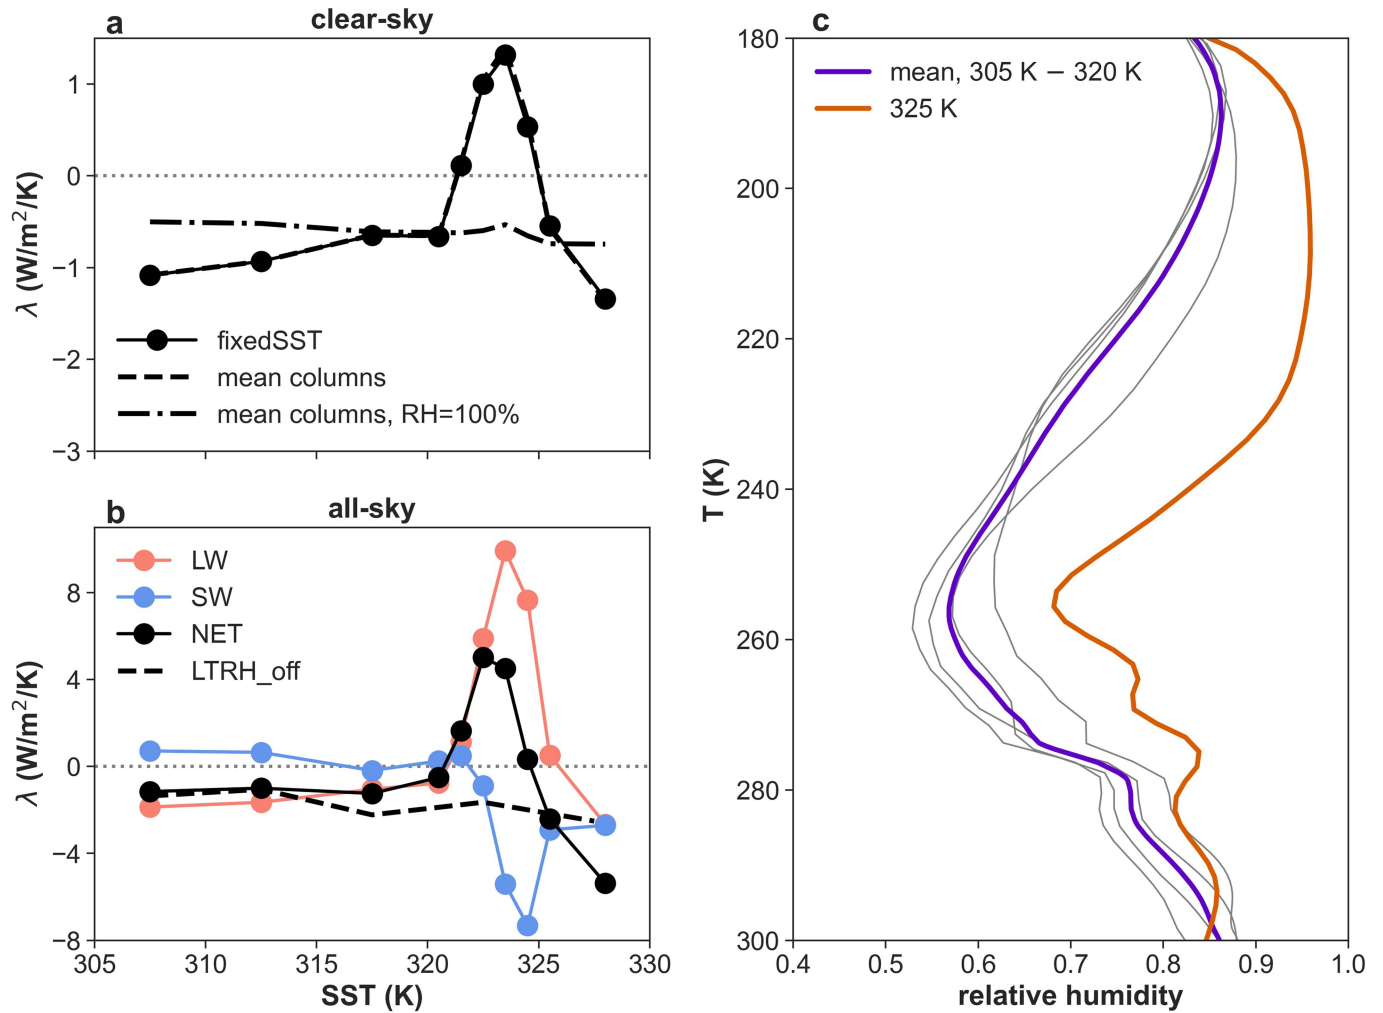 a
clear-sky
1
0
−1
−2
−3
λ (W/m²/K)
fixedSST
mean columns
mean columns, RH=100%
b
all-sky
8
4
0
−4
−8
λ (W/m²/K)
LW
SW
NET
LTRH_off
305 310 315 320 325 330
SST (K)
c
180
200
220
240
260
280
300
T (K)
mean, 305 K − 320 K
325 K
0.4 0.5 0.6 0.7 0.8 0.9 1.0
relative humidity